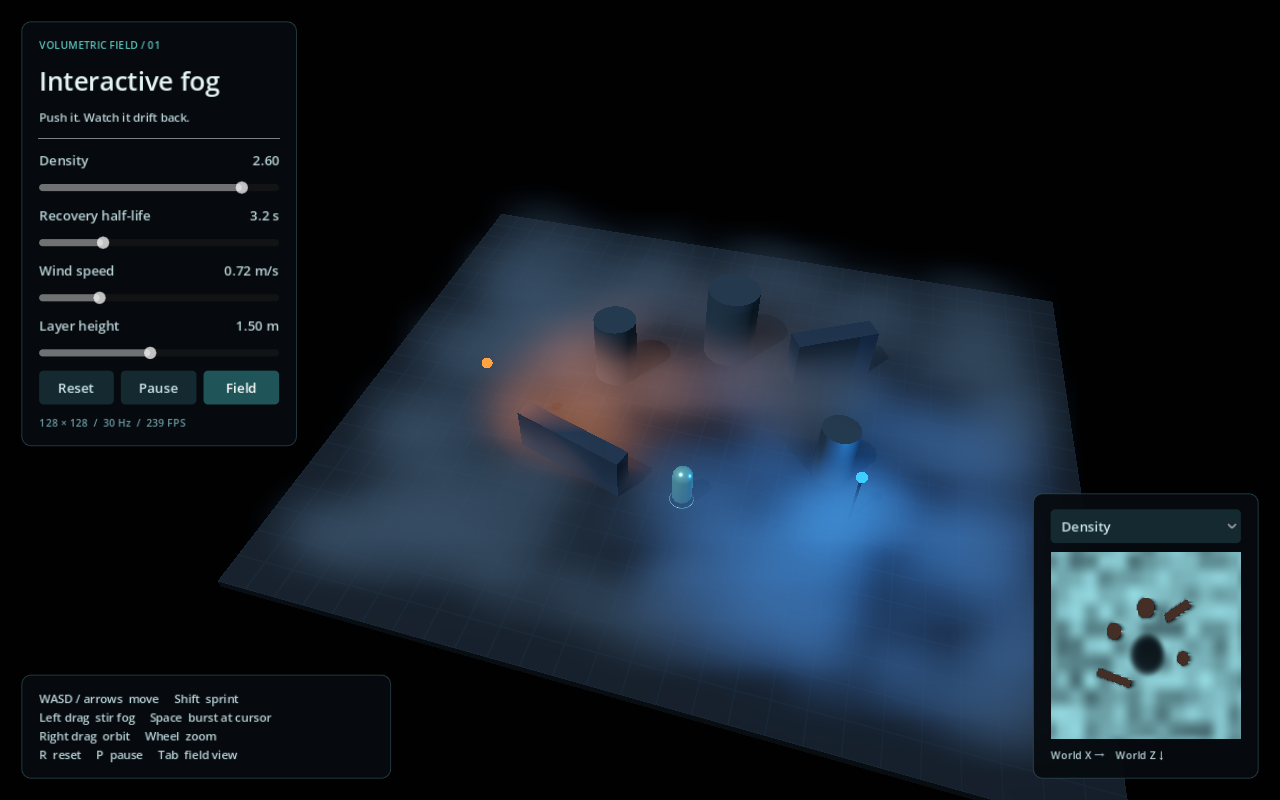 VOLUMETRIC FIELD / 01
Interactive fog
Push it. Watch it drift back.
Density 2.60
Recovery half-life 3.2 s
Wind speed 0.72 m/s
Layer height 1.50 m
Reset Pause Field
128 × 128 / 30 Hz / 239 FPS
Density
World X → World Z ↓
WASD / arrows move Shift sprint
Left drag stir fog Space burst at cursor
Right drag orbit Wheel zoom
R reset P pause Tab field view